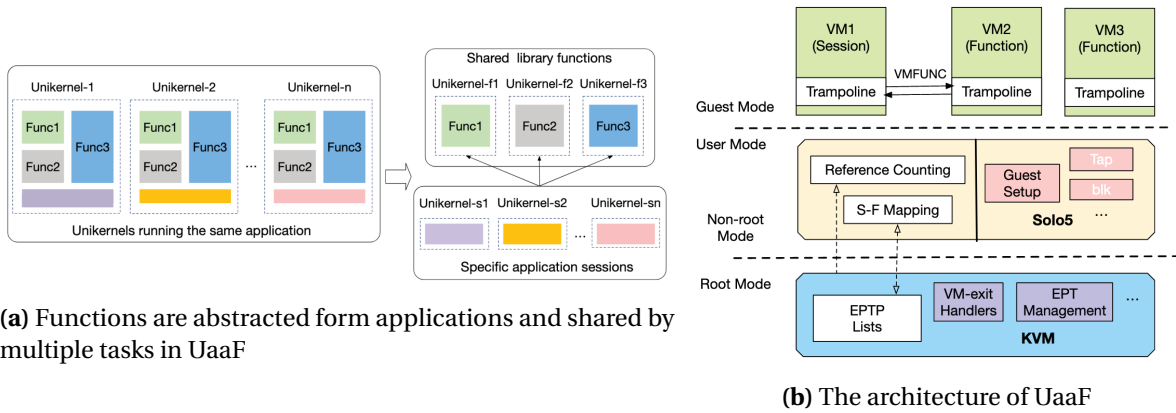 Unikernel-1
Unikernel-2
Unikernel-n
Func1
Func2
Func3
Func1
Func2
Func3
...
Func1
Func2
Func3
Unikernels running the same application
Shared library functions
Unikernel-f1
Unikernel-f2
Unikernel-f3
Func1
Func2
Func3
Unikernel-s1
Unikernel-s2
Unikernel-sn
...
Specific application sessions
(a) Functions are abstracted form applications and shared by
multiple tasks in UaaF
VM1
(Session)
VM2
(Function)
VM3
(Function)
VMFUNC
Trampoline
Trampoline
Trampoline
Guest Mode
User Mode
Reference Counting
S-F Mapping
Guest
Setup
Tap
blk
...
Solo5
Non-root
Mode
Root Mode
EPTP
Lists
VM-exit
Handlers
EPT
Management
...
KVM
(b) The architecture of UaaF